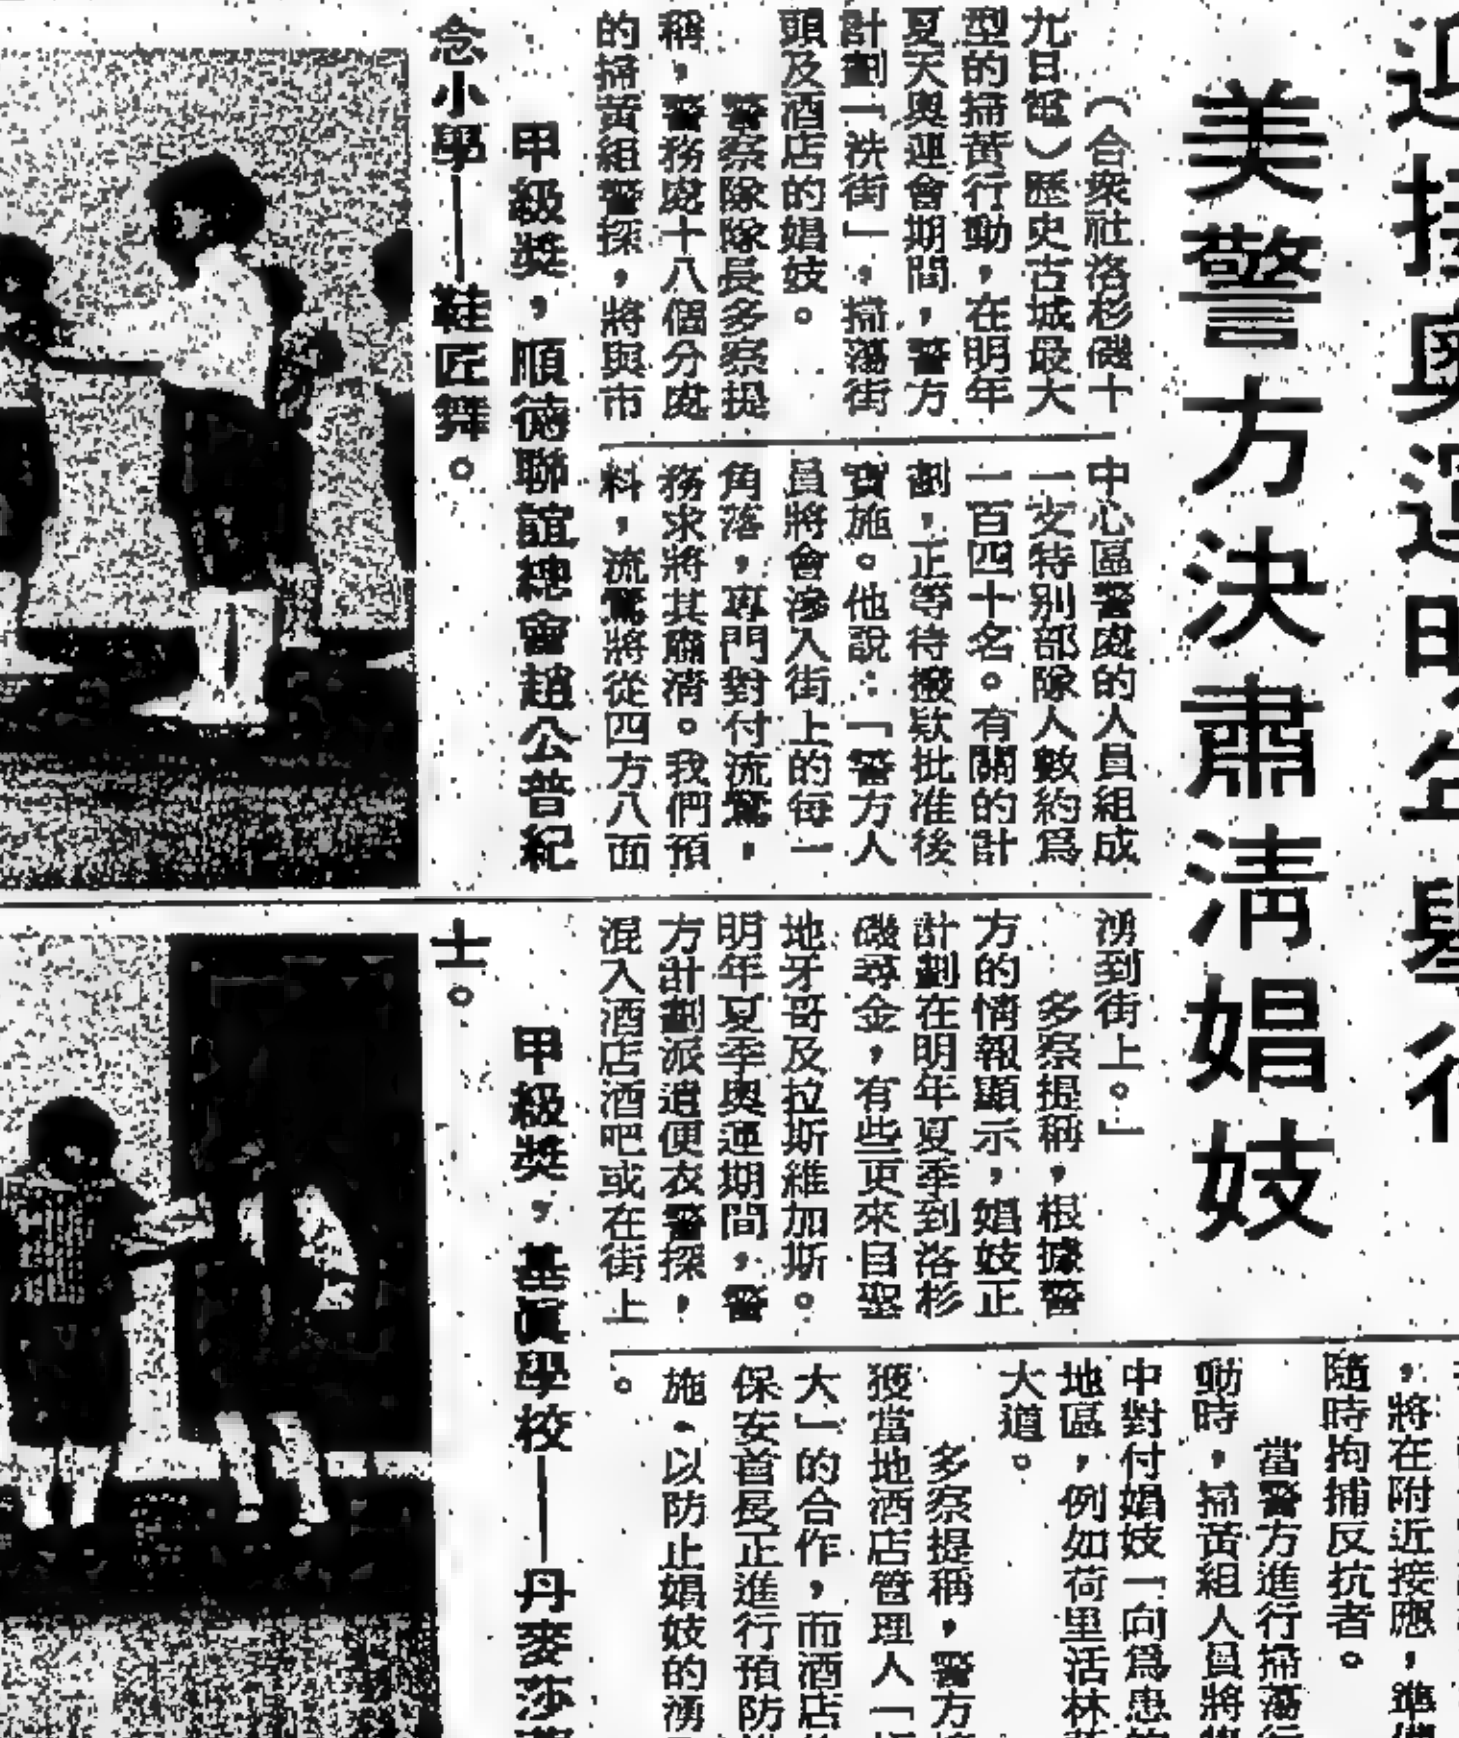 迎接奧運明年舉行
美警方決肅淸娼妓
（合衆社洛杉磯十
九日電）歷史古城最大
型的掃黃行動，在明年
夏天奧運會期間，警方
計劃「洗街」，掃蕩街
頭及酒店的娼妓。
警察隊隊長多察提
稱，警務處十八個分處
的掃黃組警探，將與市
中心區警處的人員組成
一支特別部隊人數約爲
一百四十名。有關的計
劃，正等待撥欵批准後
實施。他說：「警方人
員將會滲入街上的每一
角落，專門對付流鶯，
務求將其肅淸。我們預
料，流鶯將從四方八面
湧到街上。」
多察提稱，根據警
方的情報顯示，娼妓正
計劃在明年夏季到洛杉
磯尋金，有些更來自聖
地牙哥及拉斯維加斯。
明年夏季奧運期間，警
方計劃派遣便衣警探，
混入酒店酒吧或在街上
，將在附近接應，準備
隨時拘捕反抗者。
當警方進行掃蕩行
動時，掃黃組人員將
中對付娼妓「向爲患
地區，例如荷里活林
大道。
多察提稱，警方
獲當地酒店管理人「
大」的合作，而酒店
保安首長正進行預防
施，以防止娼妓的湧
。
甲級獎，順德聯誼總會趙公普紀
念小學——鞋匠舞。
甲級獎，基眞學校——丹麥莎
士。